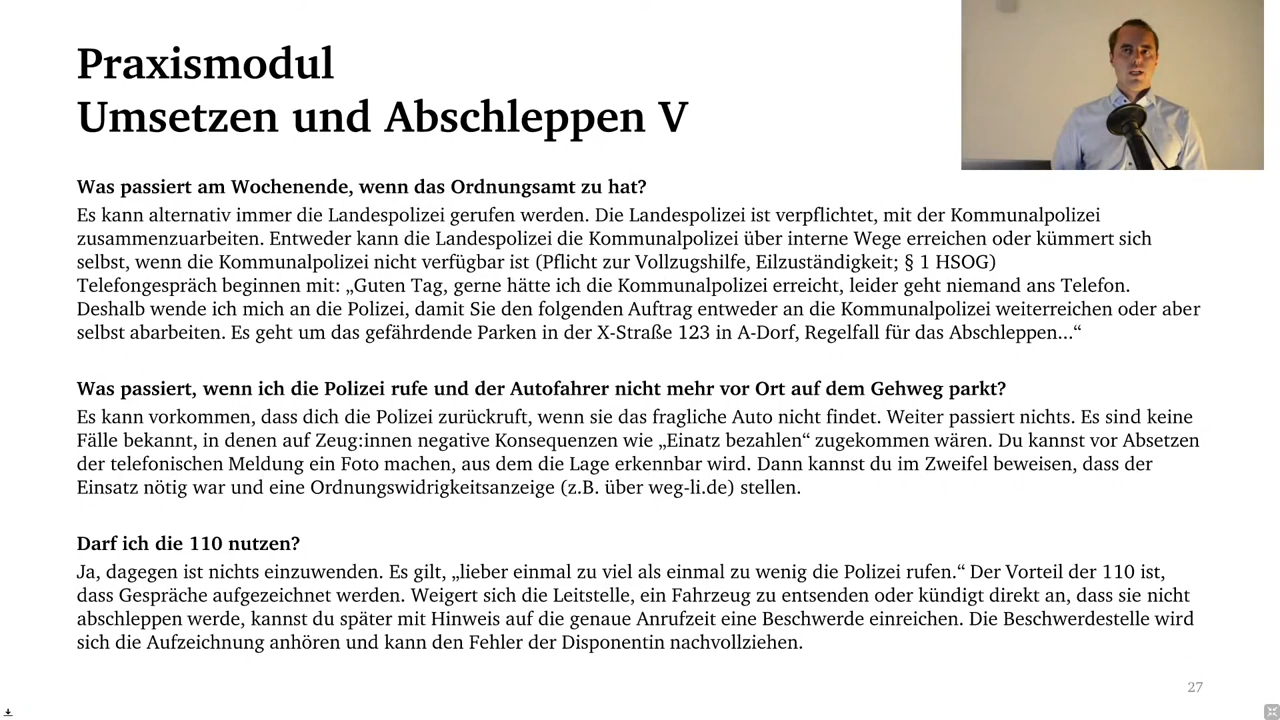 Praxismodul
Umsetzen und Abschleppen V
Was passiert am Wochenende, wenn das Ordnungsamt zu hat?
Es kann alternativ immer die Landespolizei gerufen werden. Die Landespolizei ist verpflichtet, mit der Kommunalpolizei
zusammenzuarbeiten. Entweder kann die Landespolizei die Kommunalpolizei über interne Wege erreichen oder kümmert sich
selbst, wenn die Kommunalpolizei nicht verfügbar ist (Pflicht zur Vollzugshilfe, Eilzuständigkeit; § 1 HSOG)
Telefongespräch beginnen mit: „Guten Tag, gerne hätte ich die Kommunalpolizei erreicht, leider geht niemand ans Telefon.
Deshalb wende ich mich an die Polizei, damit Sie den folgenden Auftrag entweder an die Kommunalpolizei weiterreichen oder aber
selbst abarbeiten. Es geht um das gefährdende Parken in der X-Straße 123 in A-Dorf, Regelfall für das Abschleppen...“
Was passiert, wenn ich die Polizei rufe und der Autofahrer nicht mehr vor Ort auf dem Gehweg parkt?
Es kann vorkommen, dass dich die Polizei zurückruft, wenn sie das fragliche Auto nicht findet. Weiter passiert nichts. Es sind keine
Fälle bekannt, in denen auf Zeug:innen negative Konsequenzen wie „Einatz bezahlen“ zugekommen wären. Du kannst vor Absetzen
der telefonischen Meldung ein Foto machen, aus dem die Lage erkennbar wird. Dann kannst du im Zweifel beweisen, dass der
Einsatz nötig war und eine Ordnungswidrigkeitsanzeige (z.B. über weg-li.de) stellen.
Darf ich die 110 nutzen?
Ja, dagegen ist nichts einzuwenden. Es gilt, „lieber einmal zu viel als einmal zu wenig die Polizei rufen.“ Der Vorteil der 110 ist,
dass Gespräche aufgezeichnet werden. Weigert sich die Leitstelle, ein Fahrzeug zu entsenden oder kündigt direkt an, dass sie nicht
abschleppen werde, kannst du später mit Hinweis auf die genaue Anrufzeit eine Beschwerde einreichen. Die Beschwerdestelle wird
sich die Aufzeichnung anhören und kann den Fehler der Disponentin nachvollziehen.
27